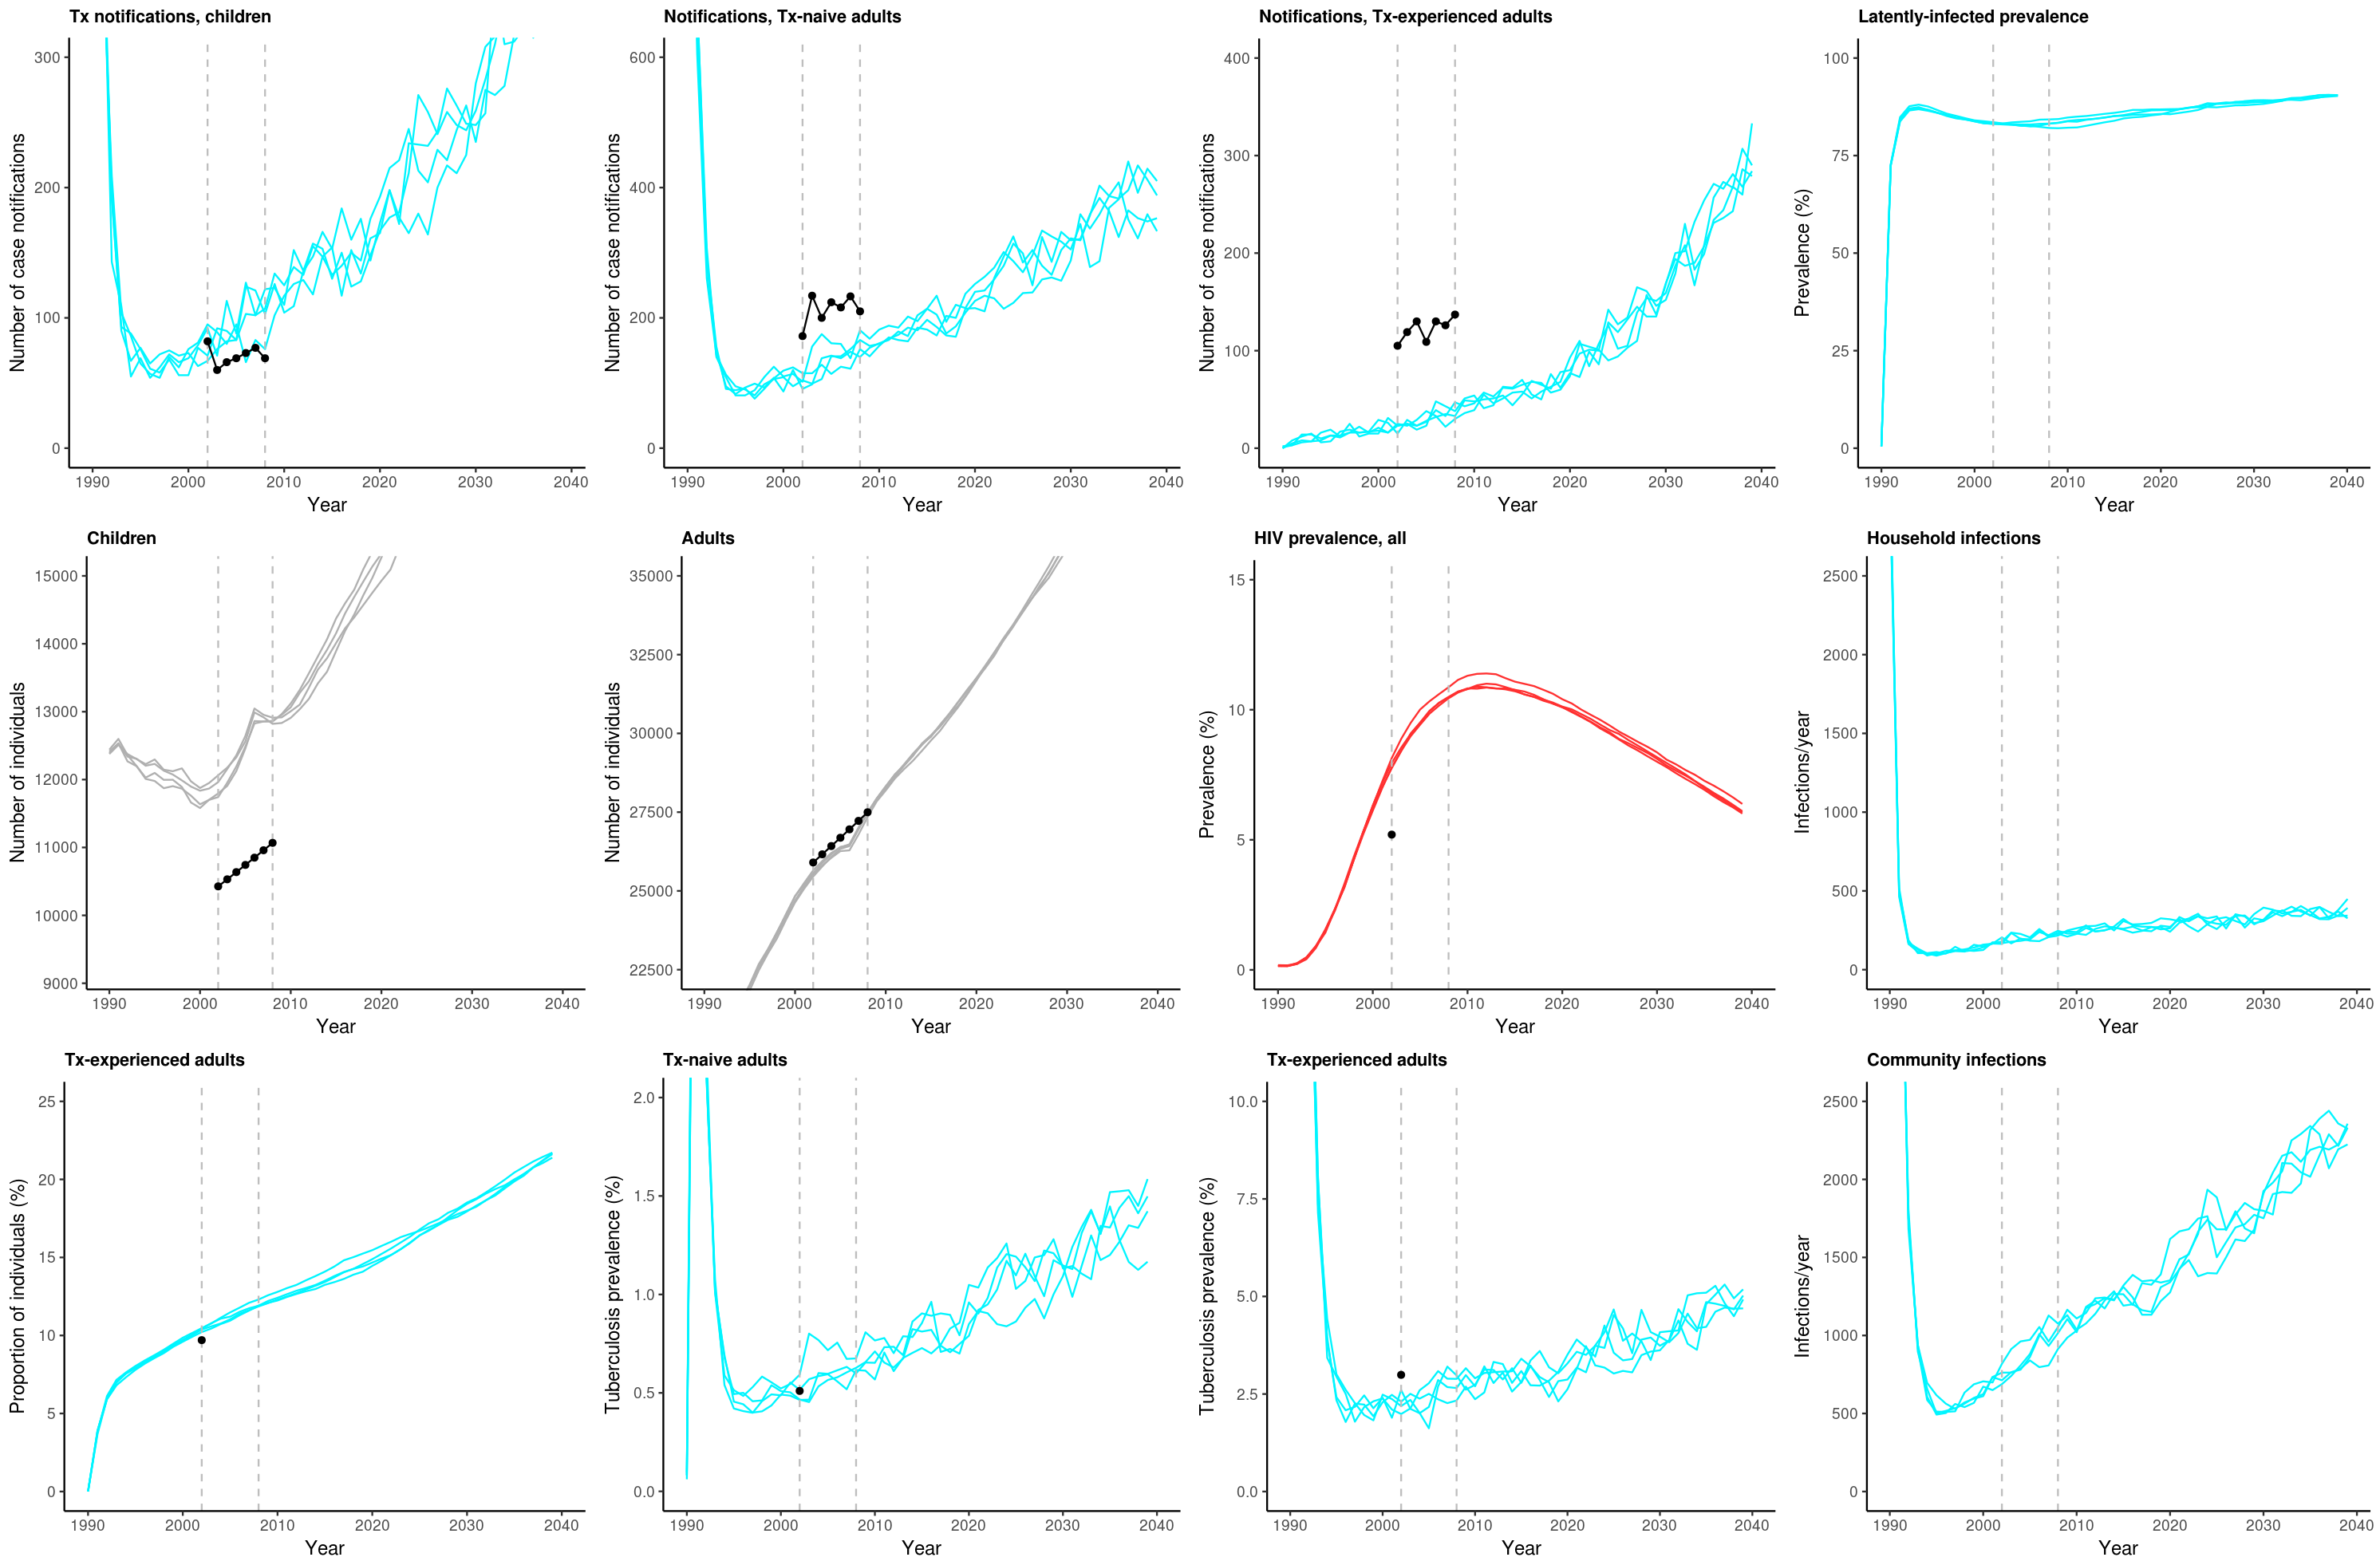 Tx notifications, children
Number of case notifications
300
200
100
0
1990 2000 2010 2020 2030 2040
Year
Notifications, Tx-naive adults
Number of case notifications
600
400
200
0
1990 2000 2010 2020 2030 2040
Year
Notifications, Tx-experienced adults
Number of case notifications
400
300
200
100
0
1990 2000 2010 2020 2030 2040
Year
Latently-infected prevalence
Prevalence (%)
100
75
50
25
0
1990 2000 2010 2020 2030 2040
Year
Children
Number of individuals
15000
14000
13000
12000
11000
10000
9000
1990 2000 2010 2020 2030 2040
Year
Adults
Number of individuals
35000
32500
30000
27500
25000
22500
1990 2000 2010 2020 2030 2040
Year
HIV prevalence, all
Prevalence (%)
15
10
5
0
1990 2000 2010 2020 2030 2040
Year
Household infections
Infections/year
2500
2000
1500
1000
500
0
1990 2000 2010 2020 2030 2040
Year
Tx-experienced adults
Proportion of individuals (%)
25
20
15
10
5
0
1990 2000 2010 2020 2030 2040
Year
Tx-naive adults
Tuberculosis prevalence (%)
2.0
1.5
1.0
0.5
0.0
1990 2000 2010 2020 2030 2040
Year
Tx-experienced adults
Tuberculosis prevalence (%)
10.0
7.5
5.0
2.5
0.0
1990 2000 2010 2020 2030 2040
Year
Community infections
Infections/year
2500
2000
1500
1000
500
0
1990 2000 2010 2020 2030 2040
Year